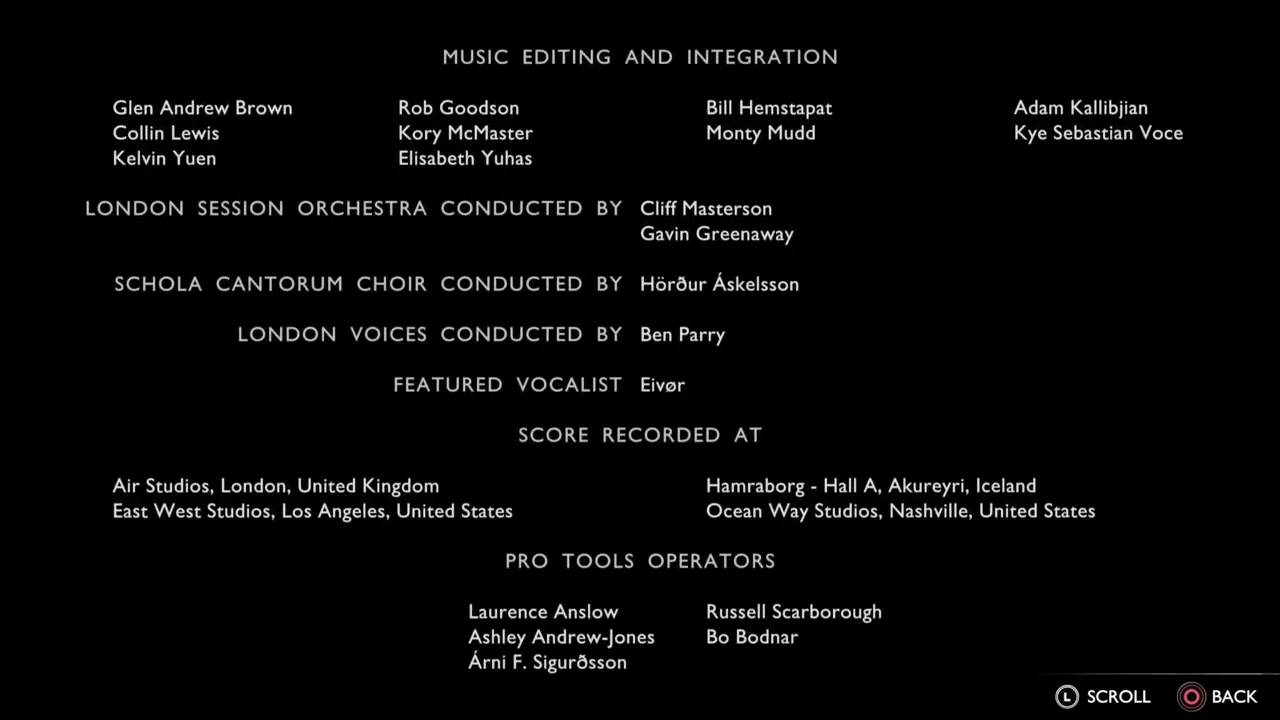 MUSIC EDITING AND INTEGRATION
Glen Andrew Brown Rob Goodson Bill Hemstapat Adam Kallibjian
Collin Lewis Kory McMaster Monty Mudd Kye Sebastian Voce
Kelvin Yuen Elisabeth Yuhas
LONDON SESSION ORCHESTRA CONDUCTED BY Cliff Masterson
Gavin Greenaway
SCHOLA CANTORUM CHOIR CONDUCTED BY Hörður Áskelsson
LONDON VOICES CONDUCTED BY Ben Parry
FEATURED VOCALIST Eivør
SCORE RECORDED AT
Air Studios, London, United Kingdom Hamraborg - Hall A, Akureyri, Iceland
East West Studios, Los Angeles, United States Ocean Way Studios, Nashville, United States
PRO TOOLS OPERATORS
Laurence Anslow Russell Scarborough
Ashley Andrew-Jones Bo Bodnar
Árni F. Sigurðsson
L SCROLL BACK